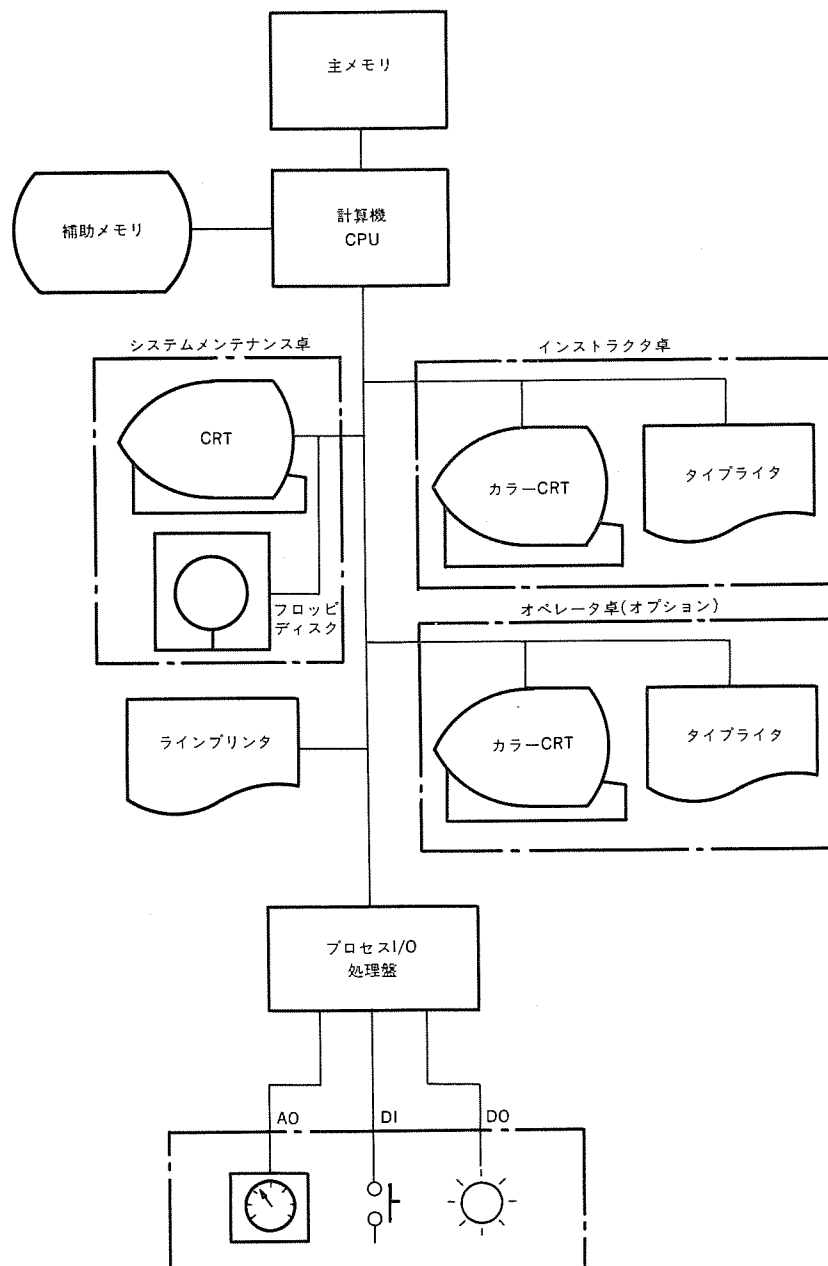 主メモリ
補助メモリ
計算機
CPU
システムメンテナンス卓
インストラクタ卓
CRT
カラーCRT
タイプライタ
フロッピ
ディスク
オペレータ卓(オプション)
ラインプリンタ
カラーCRT
タイプライタ
プロセスI/O
処理盤
AO
DI
DO